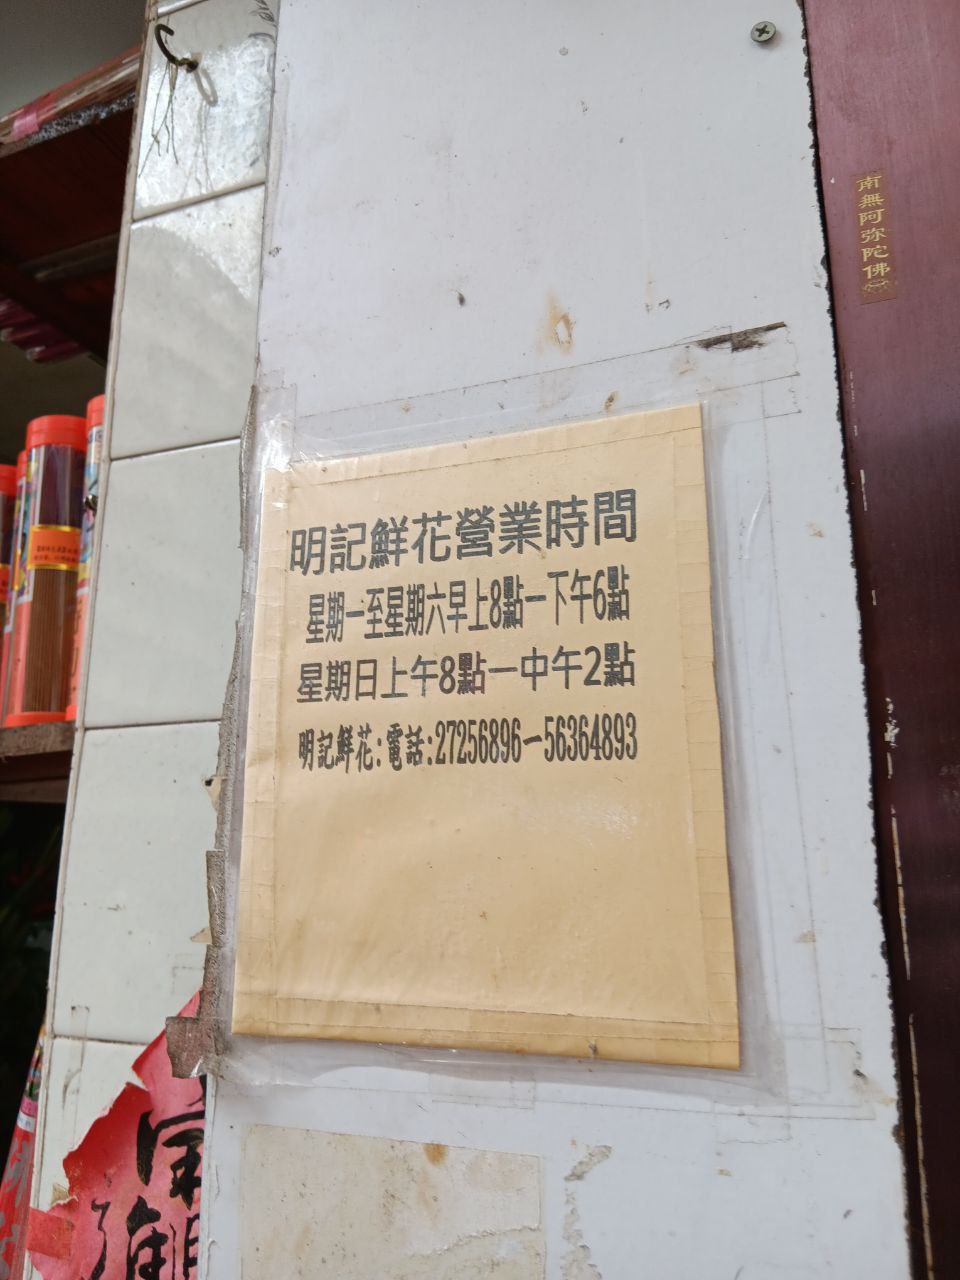 南無阿弥陀佛
明記鮮花營業時間
星期一至星期六早上8點一下午6點
星期日上午8點一中午2點
明記鮮花:電話:27256896一56364893